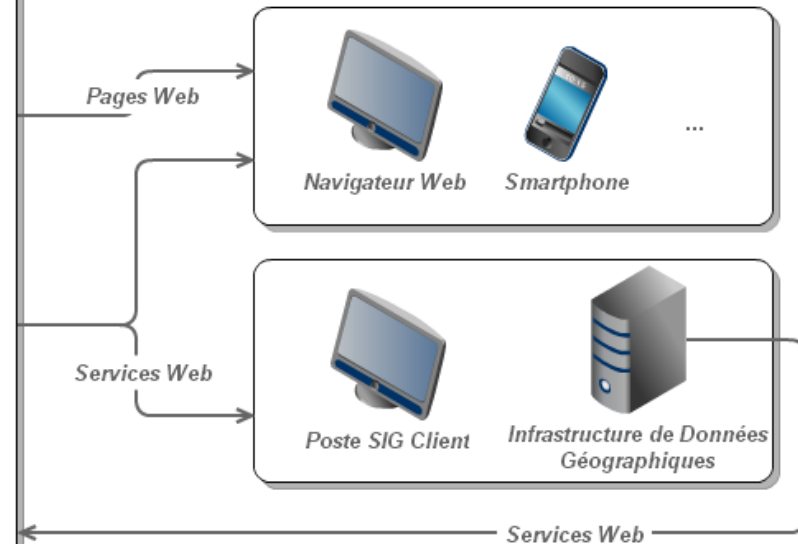 Pages Web
Navigateur Web
Smartphone
...
Services Web
Poste SIG Client
Infrastructure de Données
Géographiques
Services Web